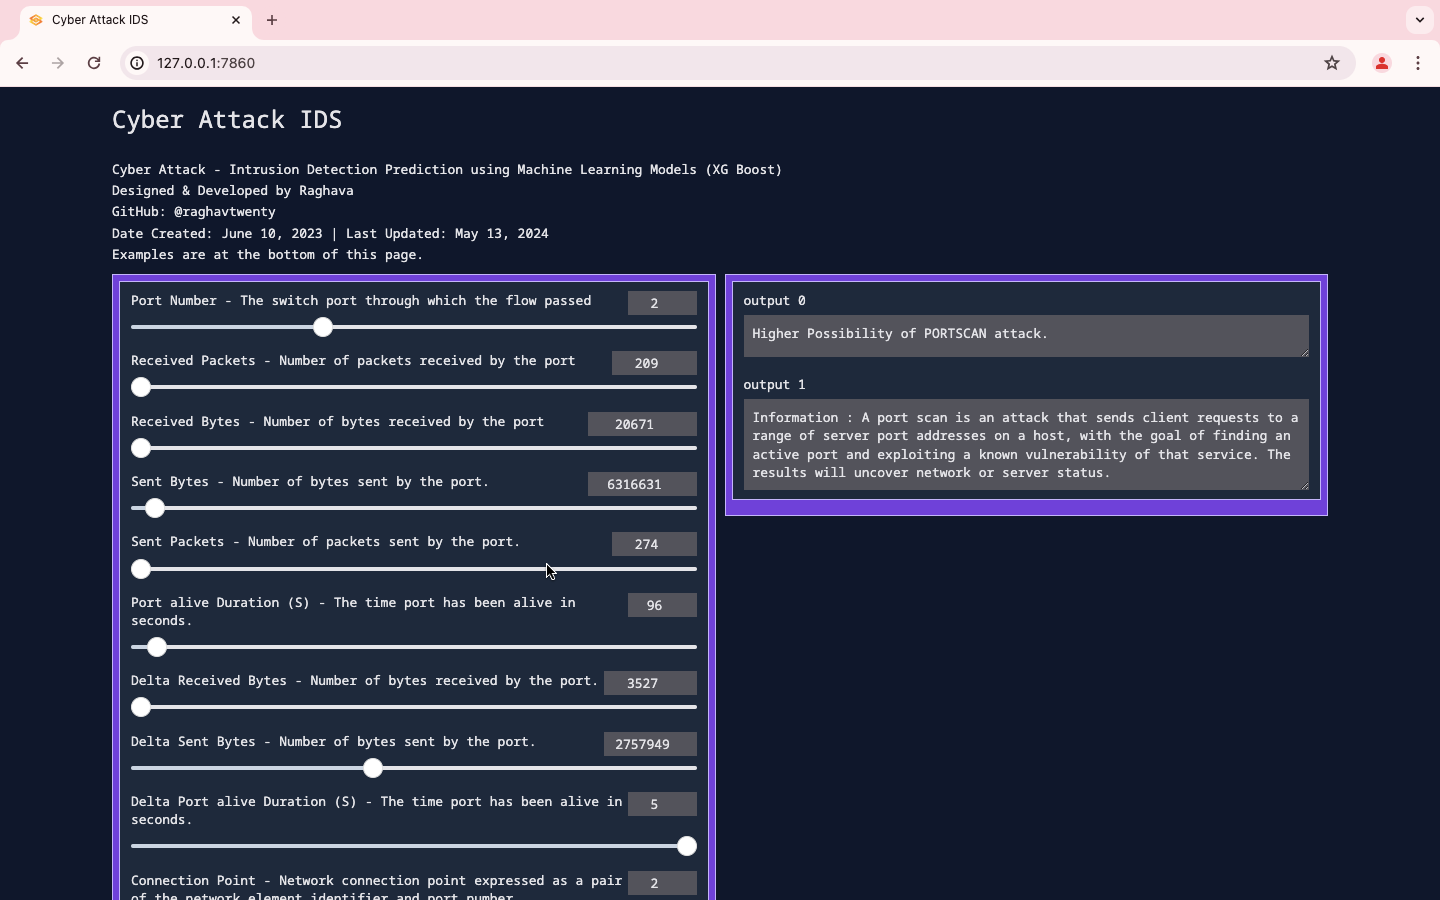 Cyber Attack IDS
127.0.0.1:7860
Cyber Attack IDS
Cyber Attack - Intrusion Detection Prediction using Machine Learning Models (XG Boost)
Designed & Developed by Raghava
GitHub: @raghavtwenty
Date Created: June 10, 2023 | Last Updated: May 13, 2024
Examples are at the bottom of this page.
Port Number - The switch port through which the flow passed
2
Received Packets - Number of packets received by the port
209
Received Bytes - Number of bytes received by the port
20671
Sent Bytes - Number of bytes sent by the port.
6316631
Sent Packets - Number of packets sent by the port.
274
Port alive Duration (S) - The time port has been alive in
seconds.
96
Delta Received Bytes - Number of bytes received by the port.
3527
Delta Sent Bytes - Number of bytes sent by the port.
2757949
Delta Port alive Duration (S) - The time port has been alive in
seconds.
5
Connection Point - Network connection point expressed as a pair
of the network element identifier and port number.
2
output 0
Higher Possibility of PORTSCAN attack.
output 1
Information : A port scan is an attack that sends client requests to a
range of server port addresses on a host, with the goal of finding an
active port and exploiting a known vulnerability of that service. The
results will uncover network or server status.